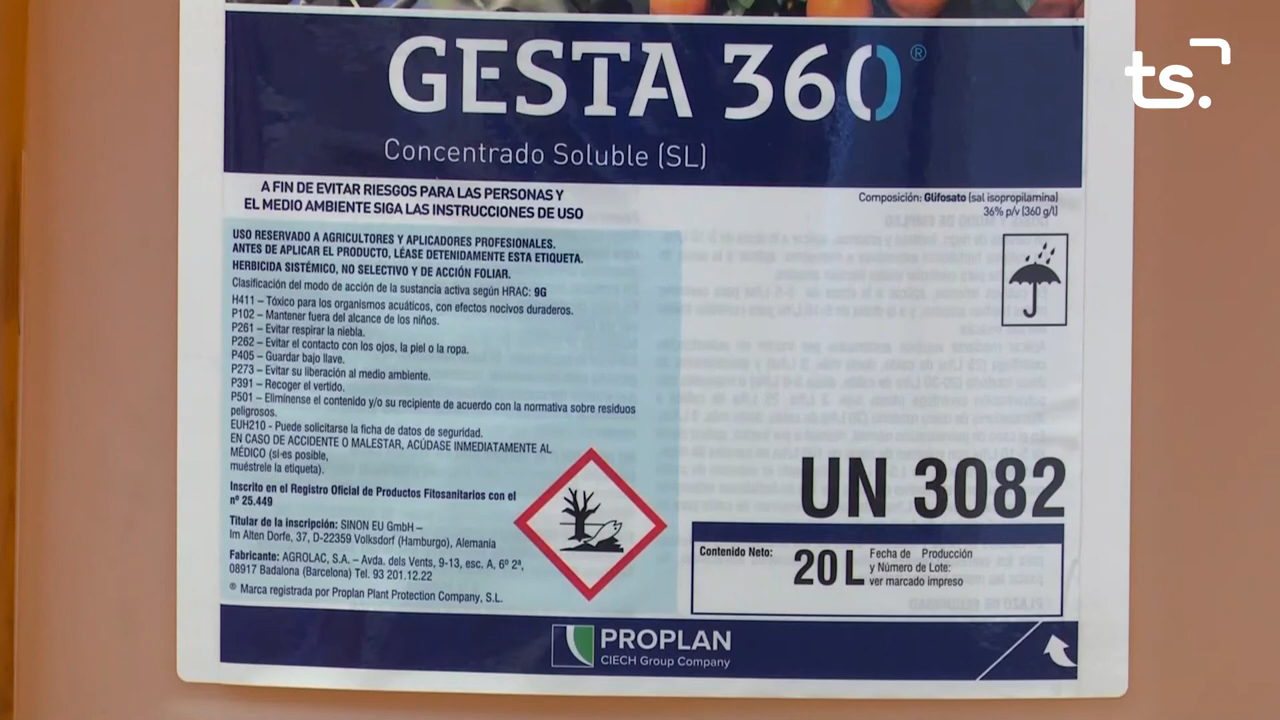 ts.
GESTA 360®
Concentrado Soluble (SL)
A FIN DE EVITAR RIESGOS PARA LAS PERSONAS Y
EL MEDIO AMBIENTE SIGA LAS INSTRUCCIONES DE USO
Composición: Glifosato (sal isopropilamina)
36% p/v (360 g/l)
USO RESERVADO A AGRICULTORES Y APLICADORES PROFESIONALES.
ANTES DE APLICAR EL PRODUCTO, LÉASE DETENIDAMENTE ESTA ETIQUETA.
HERBICIDA SISTÉMICO, NO SELECTIVO Y DE ACCIÓN FOLIAR.
Clasificación del modo de acción de la sustancia activa según HRAC: 9G
H411 – Tóxico para los organismos acuáticos, con efectos nocivos duraderos.
P102 – Mantener fuera del alcance de los niños.
P261 – Evitar respirar la niebla.
P262 – Evitar el contacto con los ojos, la piel o la ropa.
P405 – Guardar bajo llave.
P273 – Evitar su liberación al medio ambiente.
P391 – Recoger el vertido.
P501 – Elimínense el contenido y/o su recipiente de acuerdo con la normativa sobre residuos
peligrosos.
EUH210 - Puede solicitarse la ficha de datos de seguridad.
EN CASO DE ACCIDENTE O MALESTAR, ACÚDASE INMEDIATAMENTE AL
MÉDICO (si es posible,
muéstrele la etiqueta).
Inscrito en el Registro Oficial de Productos Fitosanitarios con el
nº 25.449
Titular de la inscripción: SINON EU GmbH –
Im Alten Dorfe, 37, D-22359 Volksdorf (Hamburgo), Alemania
Fabricante: AGROLAC, S.A. – Avda. dels Vents, 9-13, esc. A, 6º 2ª,
08917 Badalona (Barcelona) Tel. 93 201.12.22
® Marca registrada por Proplan Plant Protection Company, S.L.
UN 3082
Contenido Neto: 20 L
Fecha de Producción
y Número de Lote:
ver marcado impreso
PROPLAN
CIECH Group Company